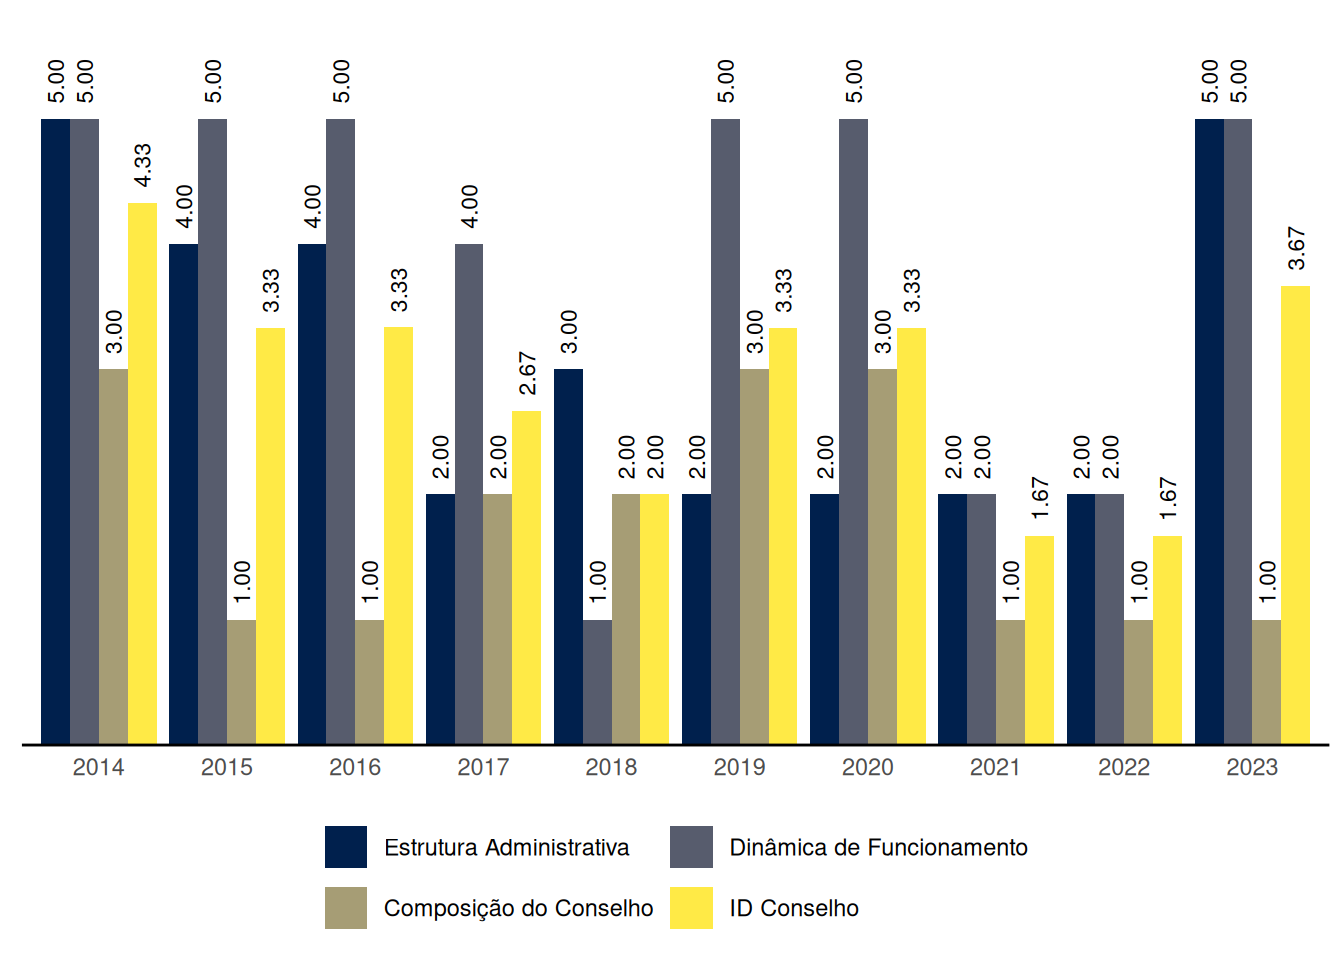 5.00 5.00 3.00 4.33
4.00 5.00 1.00 3.33
4.00 5.00 1.00 3.33
2.00 4.00 2.00 2.67
3.00 1.00 2.00 2.00
2.00 5.00 3.00 3.33
2.00 5.00 3.00 3.33
2.00 2.00 1.00 1.67
2.00 2.00 1.00 1.67
5.00 5.00 1.00 3.67
2014 2015 2016 2017 2018 2019 2020 2021 2022 2023
Estrutura Administrativa Dinâmica de Funcionamento
Composição do Conselho ID Conselho